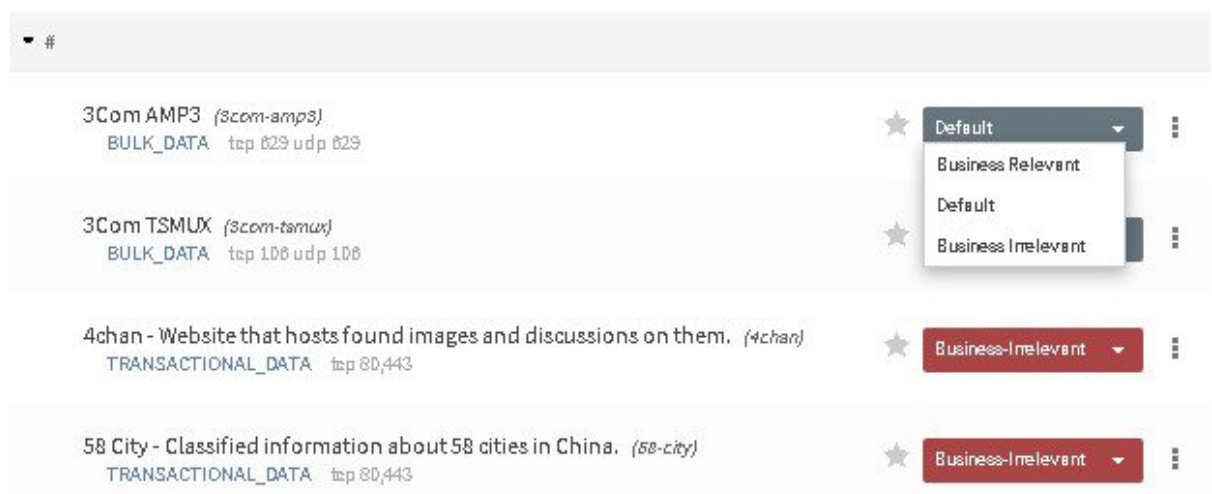 #
3Com AMP3 (3com-amp3)
Default
BULK_DATA tcp 629 udp 629
Business Relevant
Default
3Com TSMUX (3com-tsmux)
Business Irrelevant
BULK_DATA tcp 106 udp 106
4chan - Website that hosts found images and discussions on them. (4chan)
Business-Irrelevant
TRANSACTIONAL_DATA tcp 80,443
58 City - Classified information about 58 cities in China. (58-city)
Business-Irrelevant
TRANSACTIONAL_DATA tcp 80,443